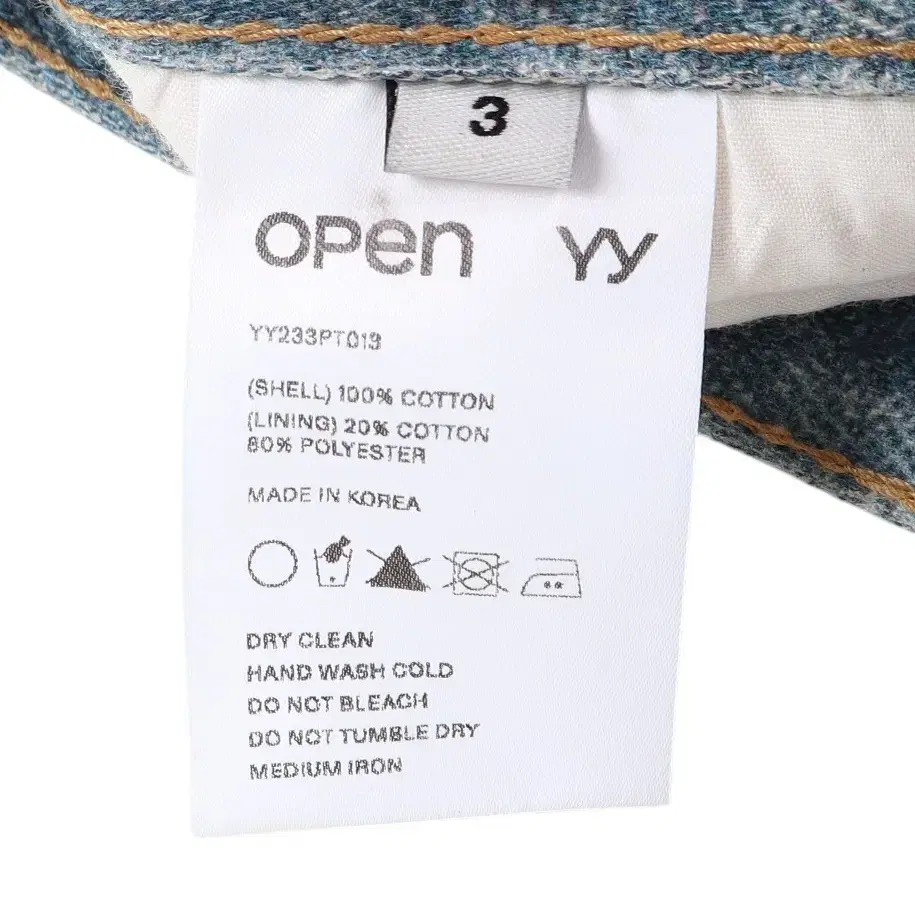 3
OPEN YY
YY233PT013
(SHELL) 100% COTTON
(LINING) 20% COTTON
80% POLYESTER
MADE IN KOREA
DRY CLEAN
HAND WASH COLD
DO NOT BLEACH
DO NOT TUMBLE DRY
MEDIUM IRON